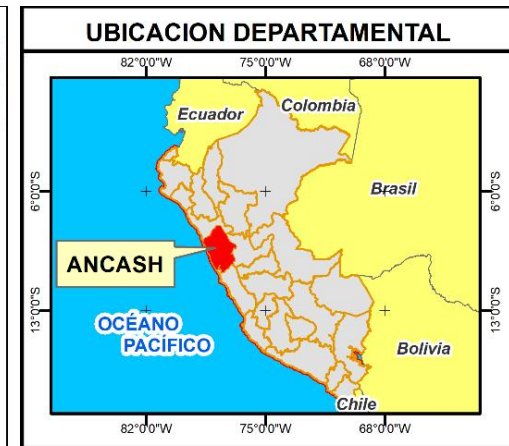 UBICACION DEPARTAMENTAL
82°0'0"W 75°0'0"W 68°0'0"W
Ecuador
Colombia
6°0'0"S
6°0'0"S
Brasil
ANCASH
13°0'0"S
13°0'0"S
OCÉANO
PACÍFICO
Bolivia
Chile
82°0'0"W 75°0'0"W 68°0'0"W